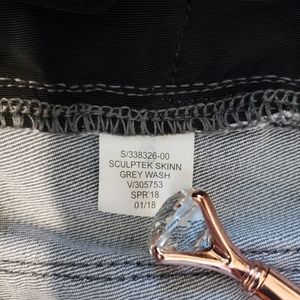 S/338326-00
SCULPTEK SKINN
GREY WASH
V/305753
SPR'18
01/18